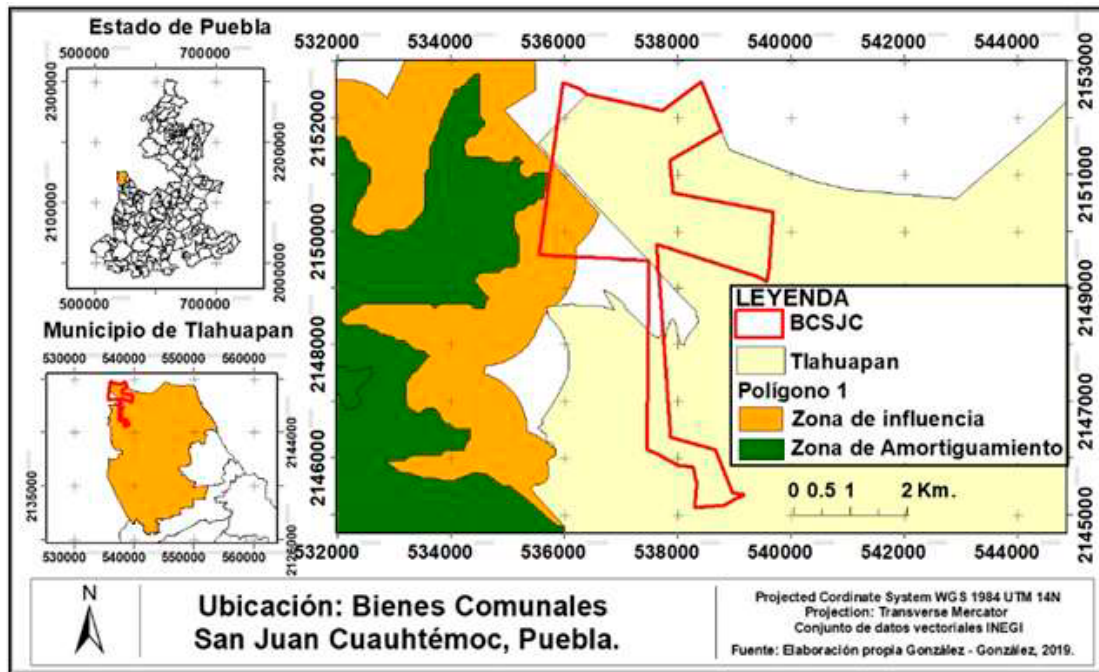 Estado de Puebla
500000 700000
2300000
2200000
2100000
2000000
500000 700000
Municipio de Tlahuapan
530000 540000 550000 560000
2144000
2135000
2126000
530000 540000 550000 560000
532000 534000 536000 538000 540000 542000 544000
2153000
2152000
2151000
2150000
2149000
2148000
2147000
2146000
2145000
532000 534000 536000 538000 540000 542000 544000
LEYENDA
BCSJC
Tlahuapan
Polígono 1
Zona de influencia
Zona de Amortiguamiento
0 0.5 1 2 Km.
N
Ubicación: Bienes Comunales
San Juan Cuauhtémoc, Puebla.
Projected Cordinate System WGS 1984 UTM 14N
Projection: Transverse Mercator
Conjunto de datos vectoriales INEGI
Fuente: Elaboración propia González - González, 2019.